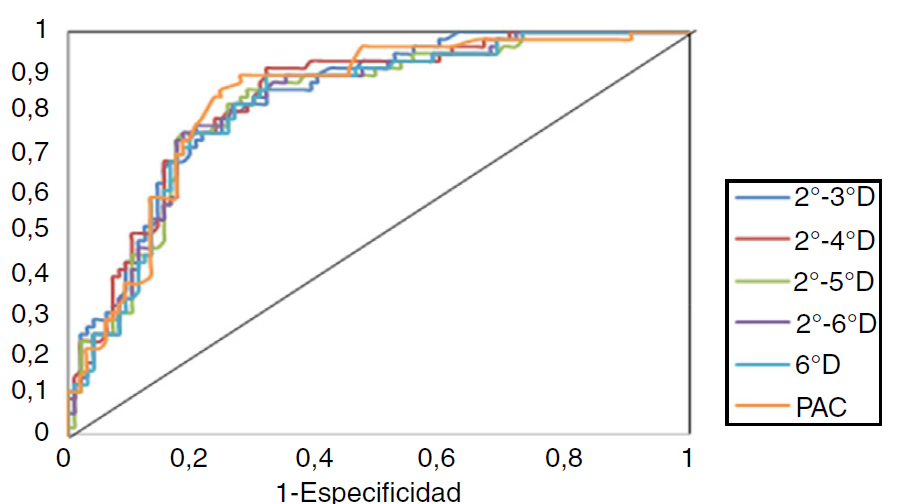 1
0,9
0,8
0,7
0,6
0,5
0,4
0,3
0,2
0,1
0
0 0,2 0,4 0,6 0,8 1
1-Especificidad
2°-3°D
2°-4°D
2°-5°D
2°-6°D
6°D
PAC